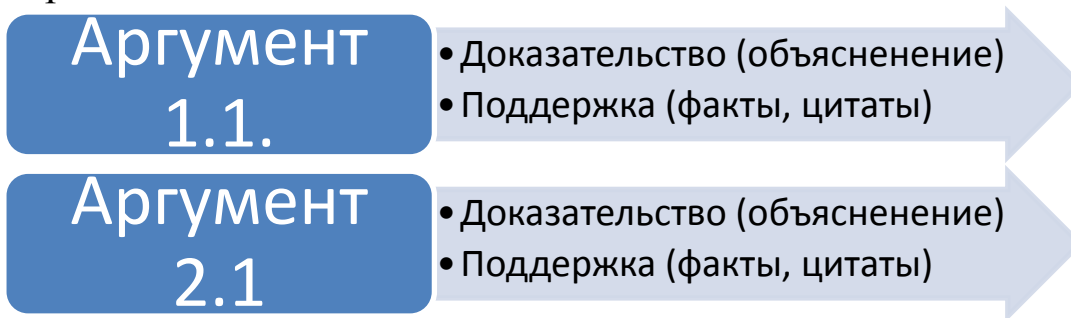 Аргумент
1.1.
•Доказательство (объясненение)
•Поддержка (факты, цитаты)
Аргумент
2.1
•Доказательство (объясненение)
•Поддержка (факты, цитаты)